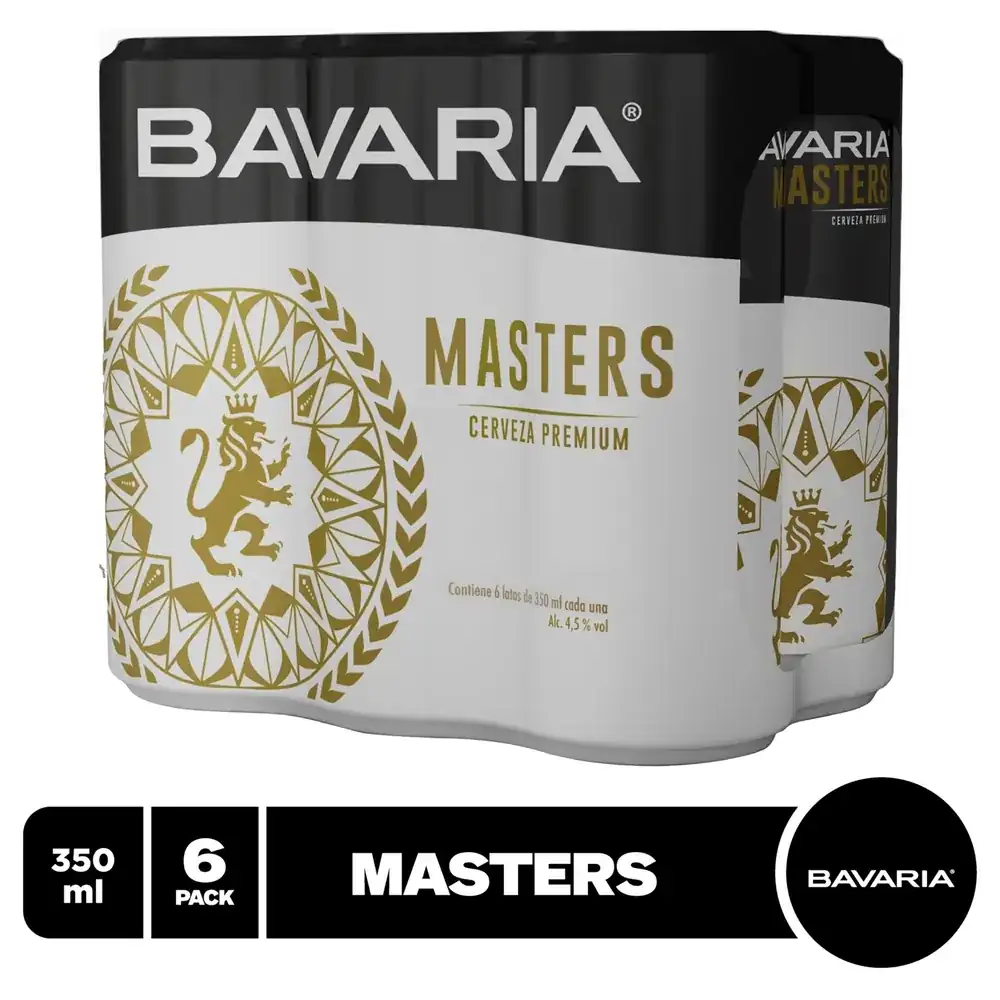 BAVARIA®
MASTERS
CERVEZA PREMIUM
Contiene 6 latas de 350 ml cada una
Alc. 4,5 % vol
AVARIA
MASTERS
CERVEZA PREMIUM
350
ml
6
PACK
MASTERS
BAVARIA®